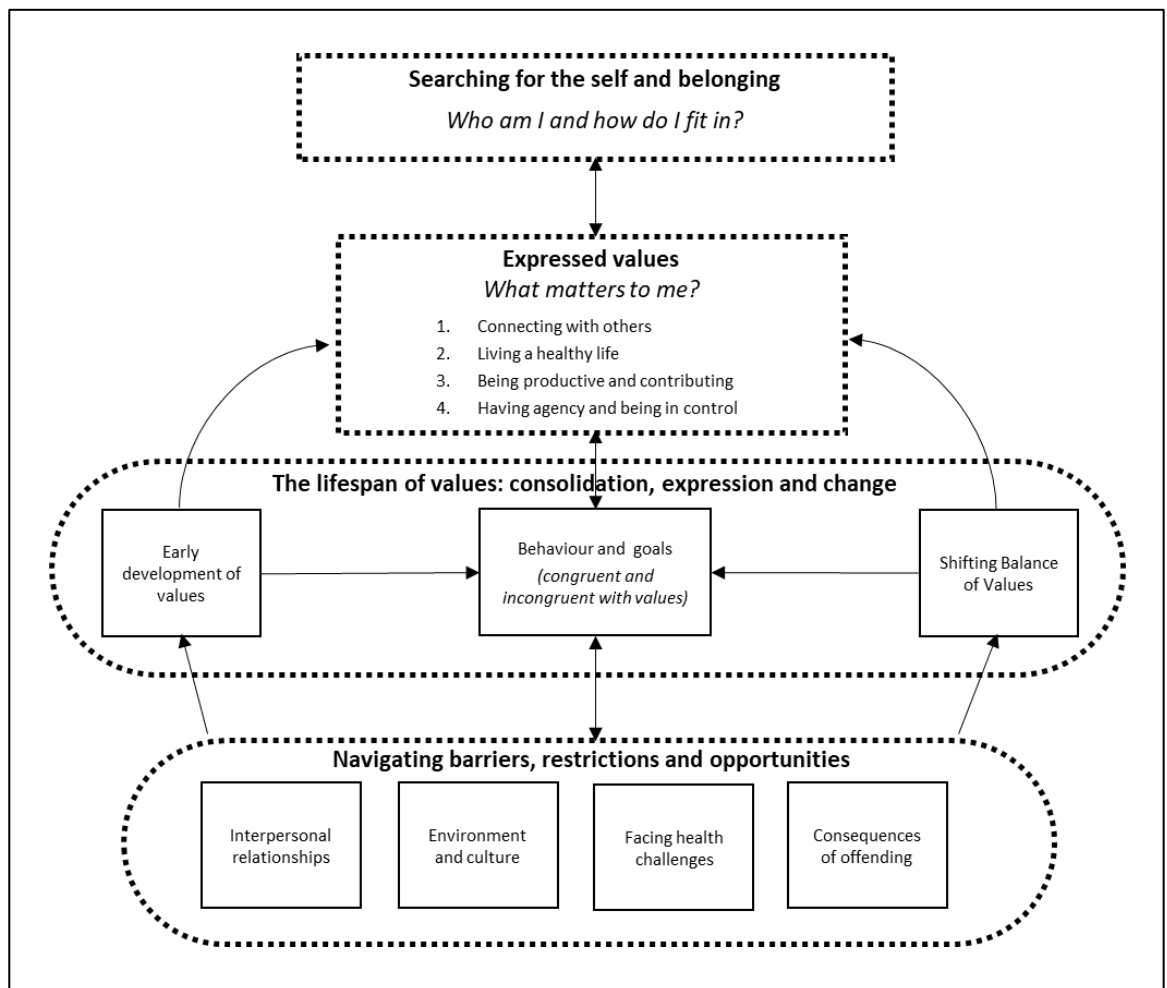 Searching for the self and belonging
Who am I and how do I fit in?
Expressed values
What matters to me?
1. Connecting with others
2. Living a healthy life
3. Being productive and contributing
4. Having agency and being in control
The lifespan of values: consolidation, expression and change
Early
development of
values
Behaviour and goals
(congruent and
incongruent with values)
Shifting Balance
of Values
Navigating barriers, restrictions and opportunities
Interpersonal
relationships
Environment
and culture
Facing health
challenges
Consequences
of offending